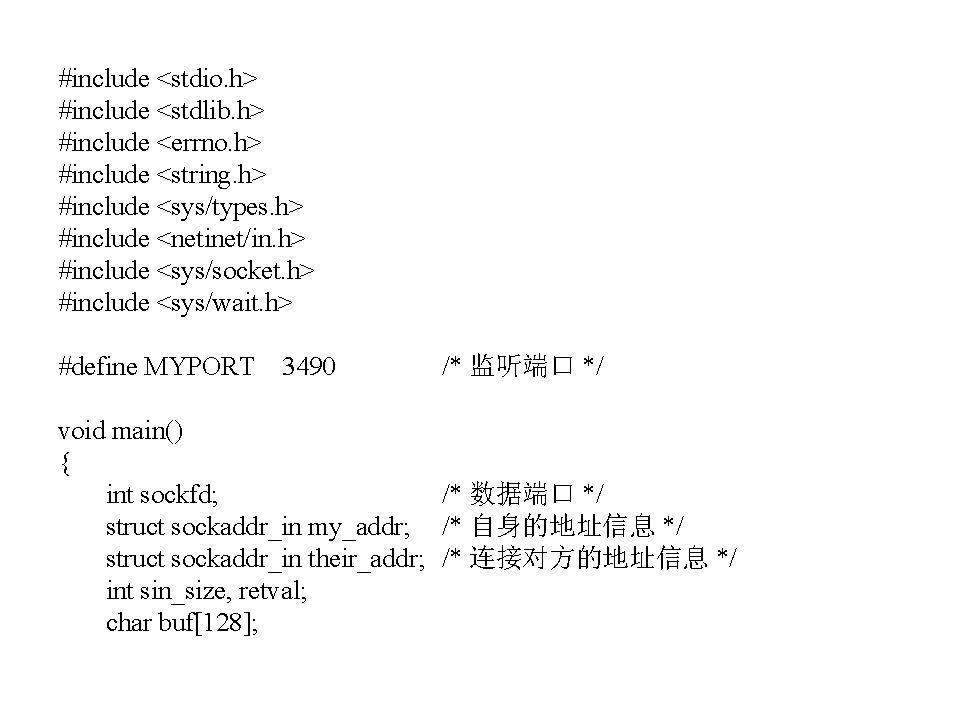 #include <stdio.h>
#include <stdlib.h>
#include <errno.h>
#include <string.h>
#include <sys/types.h>
#include <netinet/in.h>
#include <sys/socket.h>
#include <sys/wait.h>
#define MYPORT 3490 /* 监听端口 */
void main()
{
int sockfd; /* 数据端口 */
struct sockaddr_in my_addr; /* 自身的地址信息 */
struct sockaddr_in their_addr; /* 连接对方的地址信息 */
int sin_size, retval;
char buf[128];